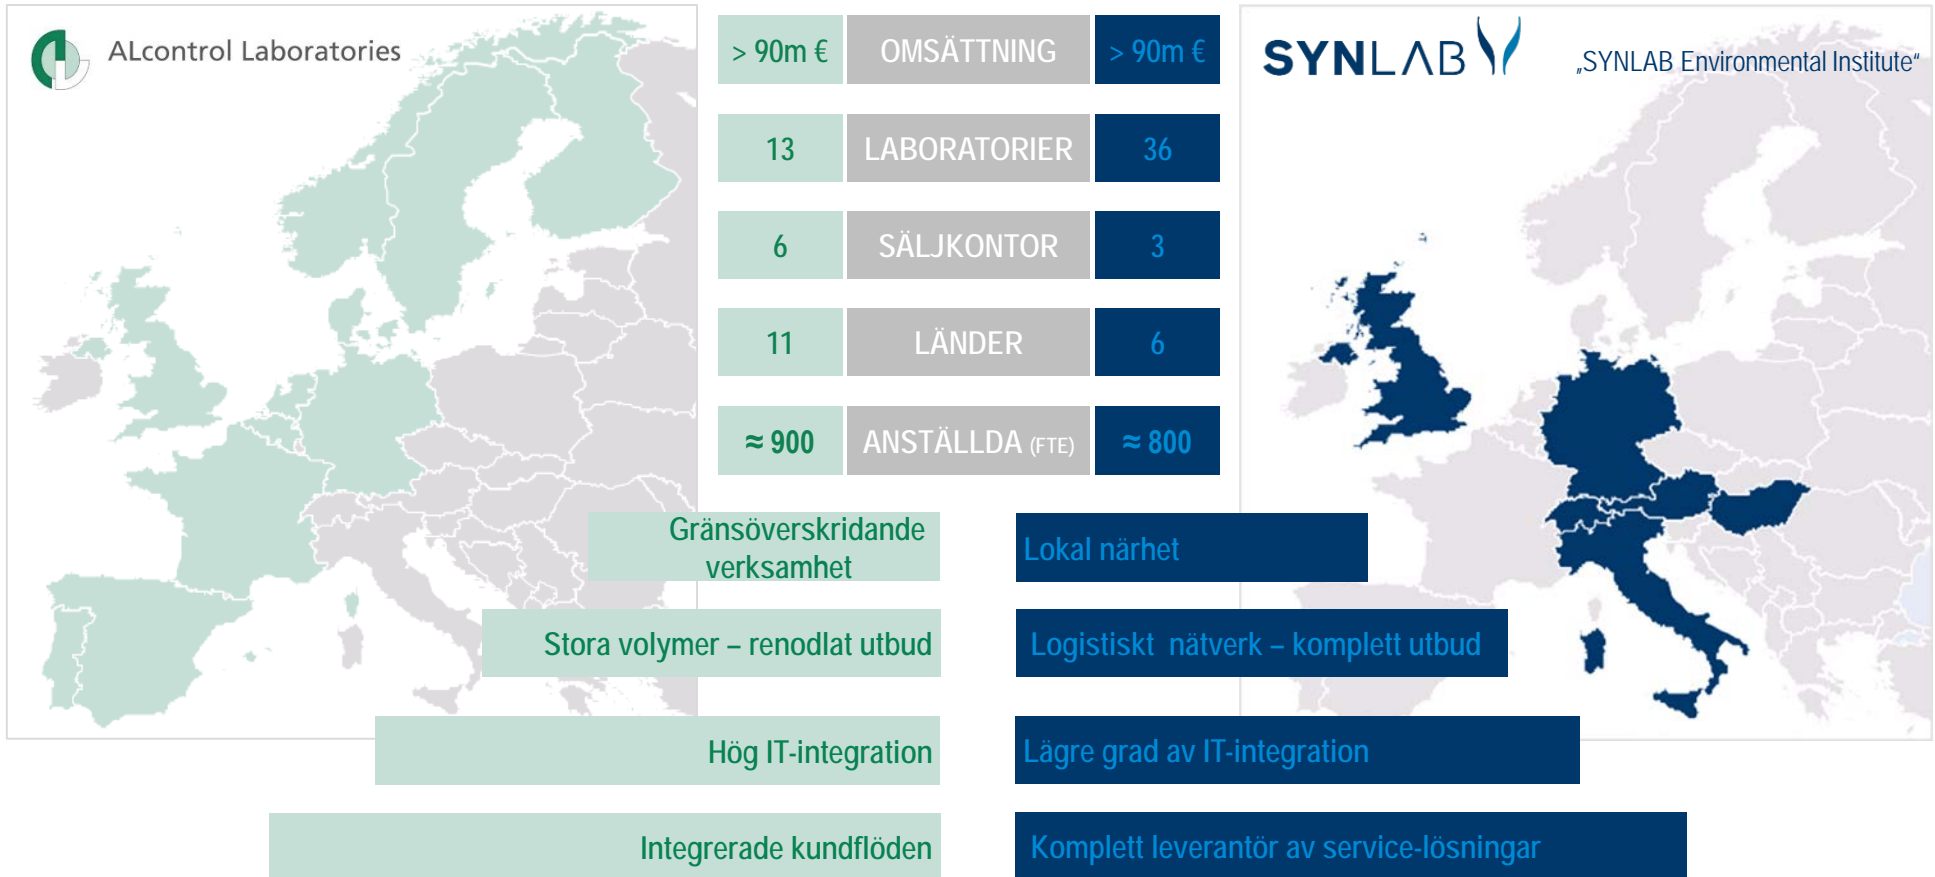 ALcontrol Laboratories
> 90m € OMSÄTTNING > 90m €
SYNLAB „SYNLAB Environmental Institute“
13 LABORATORIER 36
6 SÄLJKONTOR 3
11 LÄNDER 6
≈ 900 ANSTÄLLDA (FTE) ≈ 800
Gränsöverskridande
verksamhet
Lokal närhet
Stora volymer – renodlat utbud
Logistiskt nätverk – komplett utbud
Hög IT-integration
Lägre grad av IT-integration
Integrerade kundflöden
Komplett leverantör av service-lösningar